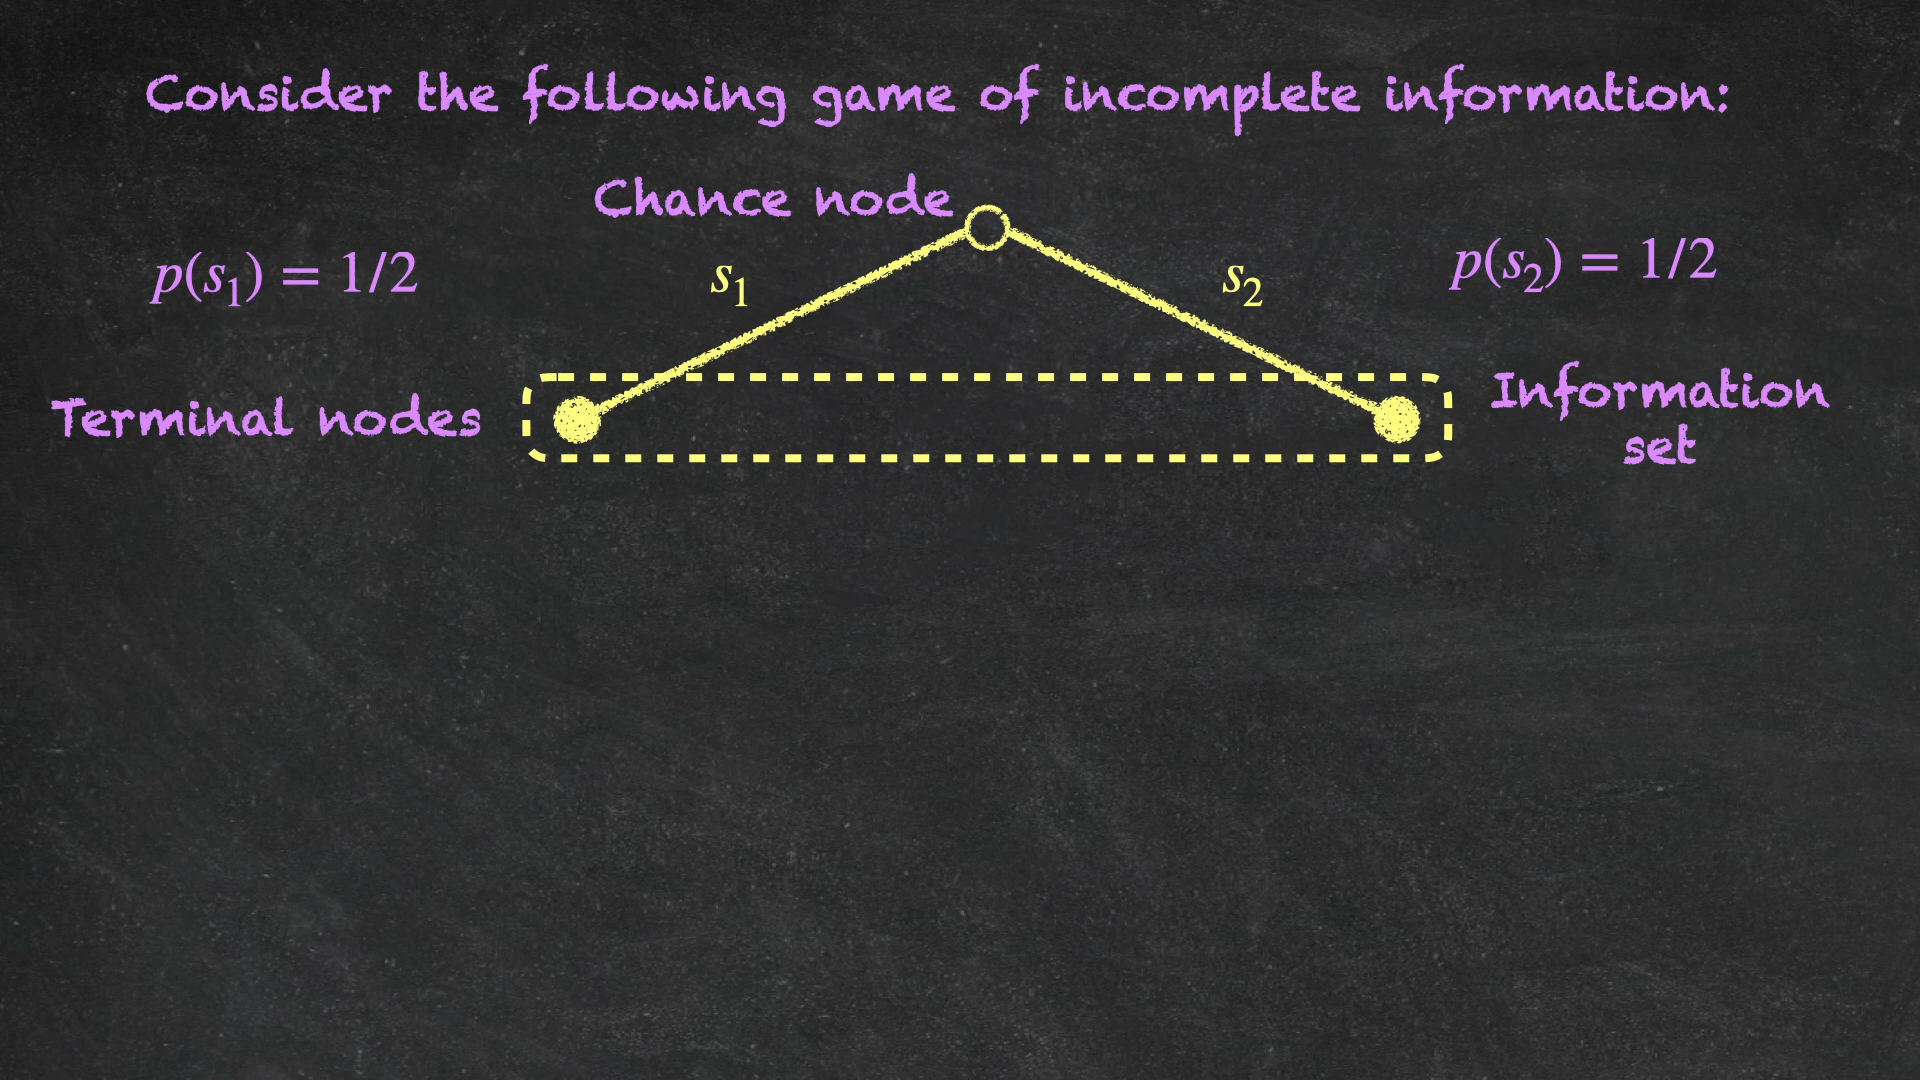 Consider the following game of incomplete information:
Chance node
p(s₁) = 1/2
s₁
s₂
p(s₂) = 1/2
Terminal nodes
Information
set